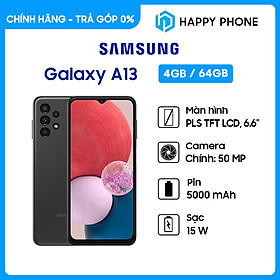 CHÍNH HÃNG - TRẢ GÓP 0%
HAPPY PHONE
SAMSUNG
Galaxy A13
4GB / 64GB
Màn hình
PLS TFT LCD, 6.6"
Camera
Chính: 50 MP
Pin
5000 mAh
Sạc
15 W
SAMSUNG